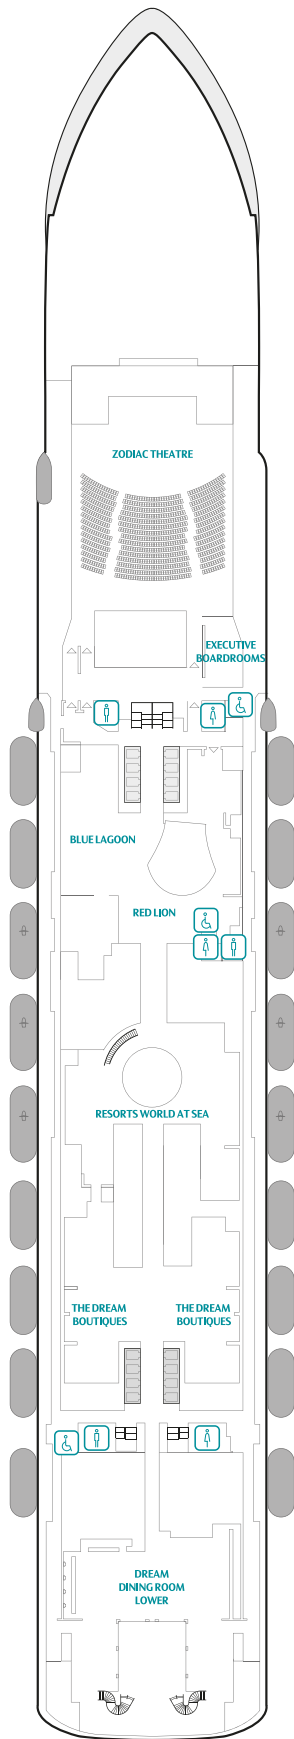 ZODIAC THEATRE
EXECUTIVE
BOARDROOMS
BLUE LAGOON
RED LION
RESORTS WORLD AT SEA
THE DREAM
BOUTIQUES
THE DREAM
BOUTIQUES
DREAM
DINING ROOM
LOWER